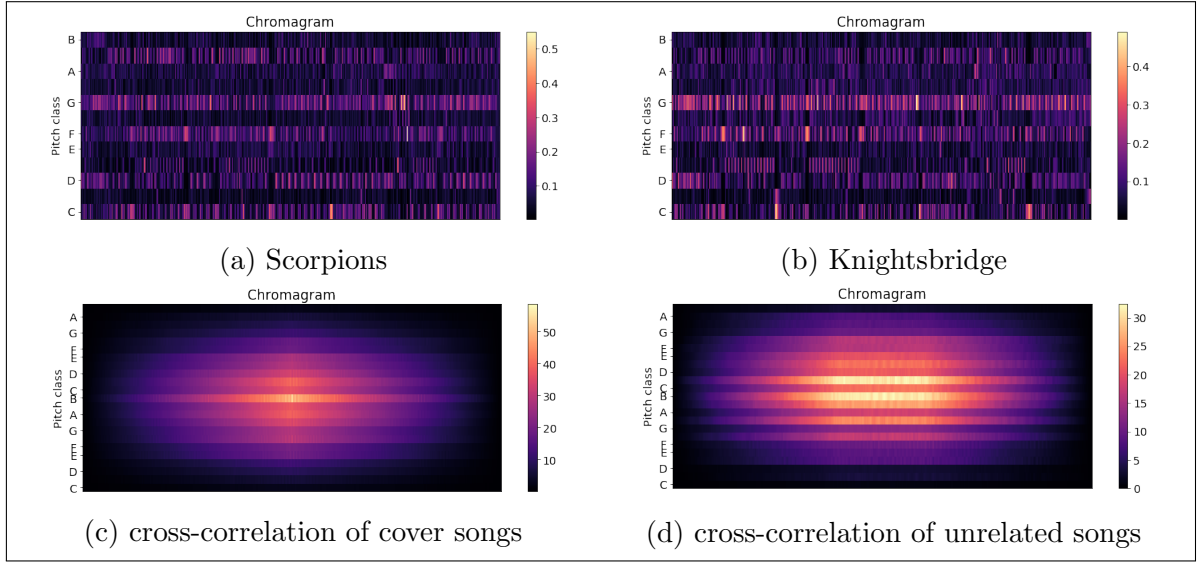 Chromagram
B
A
G
F
E
D
C
Pitch class
0.5
0.4
0.3
0.2
0.1
(a) Scorpions
Chromagram
B
A
G
F
E
D
C
Pitch class
0.4
0.3
0.2
0.1
(b) Knightsbridge
Chromagram
A
G
F
E
D
C
B
A
G
F
E
D
C
Pitch class
50
40
30
20
10
(c) cross-correlation of cover songs
Chromagram
A
G
F
E
D
C
B
A
G
F
E
D
C
Pitch class
30
25
20
15
10
5
0
(d) cross-correlation of unrelated songs